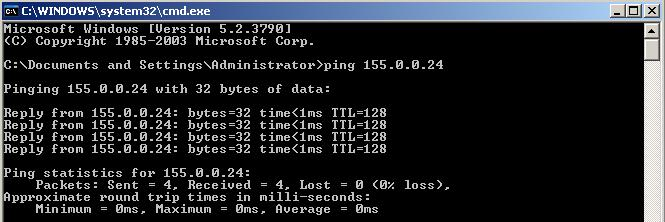 C:\WINDOWS\system32\cmd.exe
Microsoft Windows [Version 5.2.3790]
(C) Copyright 1985-2003 Microsoft Corp.
C:\Documents and Settings\Administrator>ping 155.0.0.24
Pinging 155.0.0.24 with 32 bytes of data:
Reply from 155.0.0.24: bytes=32 time<1ms TTL=128
Reply from 155.0.0.24: bytes=32 time<1ms TTL=128
Reply from 155.0.0.24: bytes=32 time<1ms TTL=128
Reply from 155.0.0.24: bytes=32 time<1ms TTL=128
Ping statistics for 155.0.0.24:
    Packets: Sent = 4, Received = 4, Lost = 0 (0% loss),
Approximate round trip times in milli-seconds:
    Minimum = 0ms, Maximum = 0ms, Average = 0ms